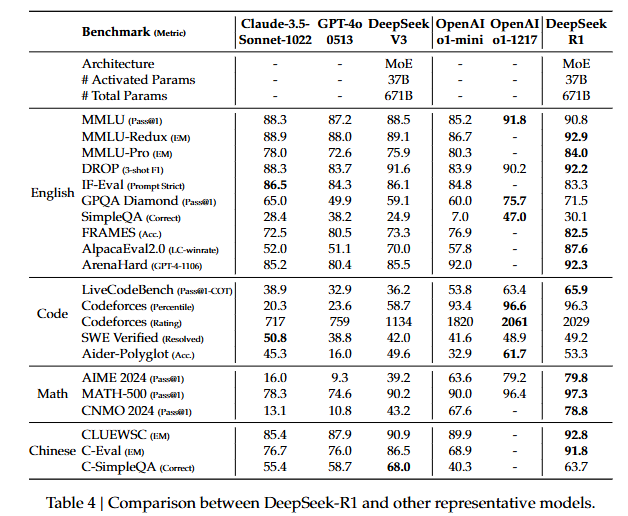 Benchmark (Metric) Claude-3.5- GPT-4o DeepSeek OpenAI OpenAI DeepSeek
Sonnet-1022 0513 V3 o1-mini o1-1217 R1
Architecture - - MoE - - MoE
# Activated Params - - 37B - - 37B
# Total Params - - 671B - - 671B
English
MMLU (Pass@1) 88.3 87.2 88.5 85.2 91.8 90.8
MMLU-Redux (EM) 88.9 88.0 89.1 86.7 - 92.9
MMLU-Pro (EM) 78.0 72.6 75.9 80.3 - 84.0
DROP (3-shot F1) 88.3 83.7 91.6 83.9 90.2 92.2
IF-Eval (Prompt Strict) 86.5 84.3 86.1 84.8 - 83.3
GPQA Diamond (Pass@1) 65.0 49.9 59.1 60.0 75.7 71.5
SimpleQA (Correct) 28.4 38.2 24.9 7.0 47.0 30.1
FRAMES (Acc.) 72.5 80.5 73.3 76.9 - 82.5
AlpacaEval2.0 (LC-winrate) 52.0 51.1 70.0 57.8 - 87.6
ArenaHard (GPT-4-1106) 85.2 80.4 85.5 92.0 - 92.3
Code
LiveCodeBench (Pass@1-COT) 38.9 32.9 36.2 53.8 63.4 65.9
Codeforces (Percentile) 20.3 23.6 58.7 93.4 96.6 96.3
Codeforces (Rating) 717 759 1134 1820 2061 2029
SWE Verified (Resolved) 50.8 38.8 42.0 41.6 48.9 49.2
Aider-Polyglot (Acc.) 45.3 16.0 49.6 32.9 61.7 53.3
Math
AIME 2024 (Pass@1) 16.0 9.3 39.2 63.6 79.2 79.8
MATH-500 (Pass@1) 78.3 74.6 90.2 90.0 96.4 97.3
CNMO 2024 (Pass@1) 13.1 10.8 43.2 67.6 - 78.8
Chinese
CLUEWSC (EM) 85.4 87.9 90.9 89.9 - 92.8
C-Eval (EM) 76.7 76.0 86.5 68.9 - 91.8
C-SimpleQA (Correct) 55.4 58.7 68.0 40.3 - 63.7
Table 4 | Comparison between DeepSeek-R1 and other representative models.